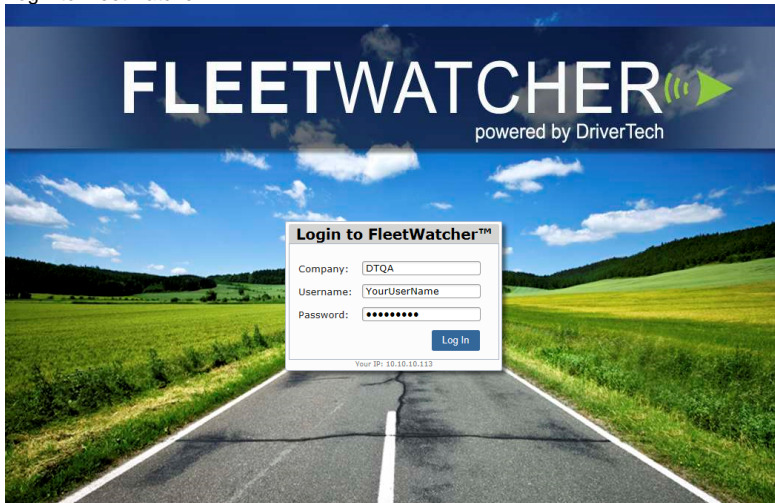 FLEETWATCHER
powered by DriverTech
Login to FleetWatcher™
Company: DTQA
Username: YourUserName
Password: •••••••••
Log In
Your IP: 10.10.10.113